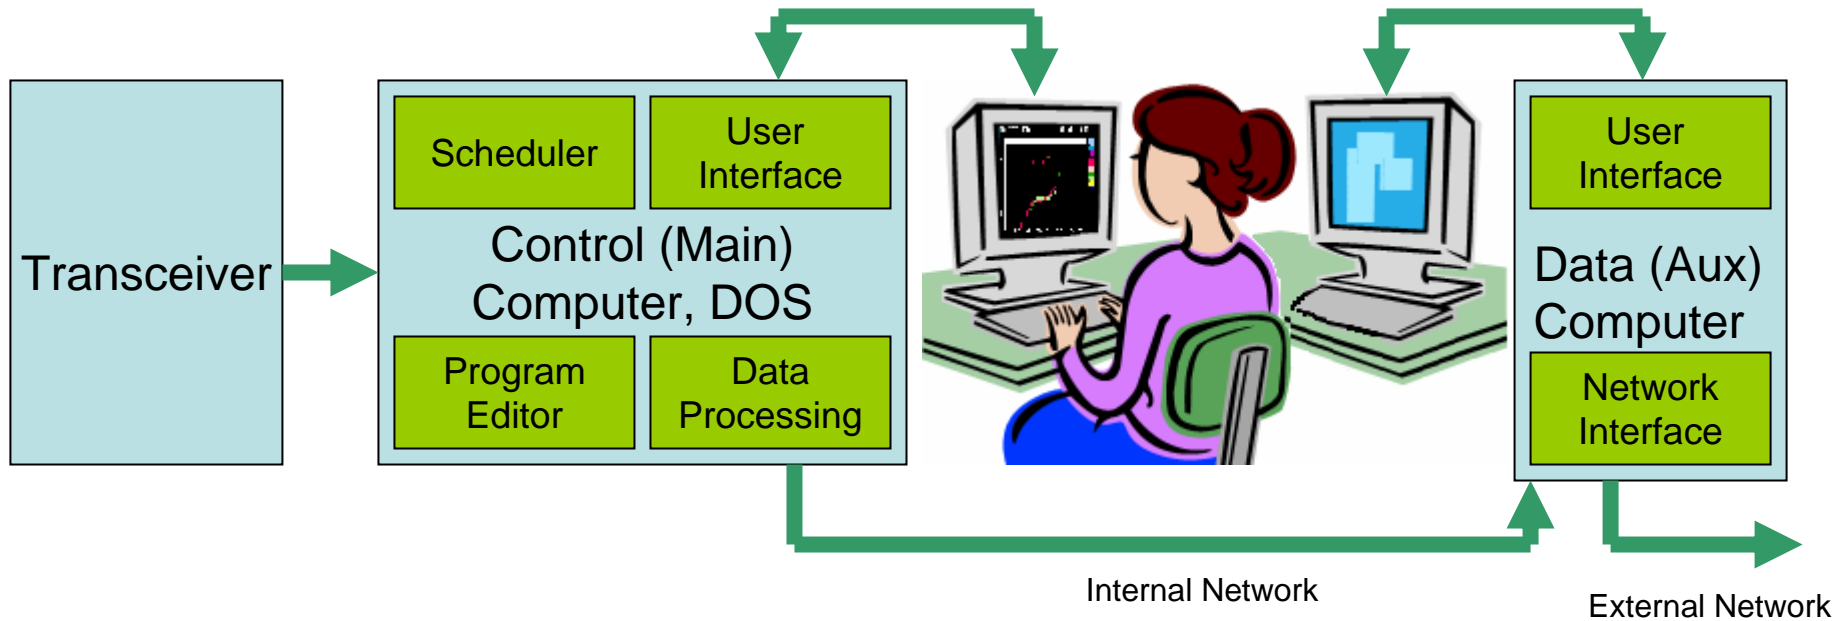 Transceiver
Scheduler
User
Interface
Control (Main)
Computer, DOS
Program
Editor
Data
Processing
User
Interface
Data (Aux)
Computer
Network
Interface
Internal Network
External Network